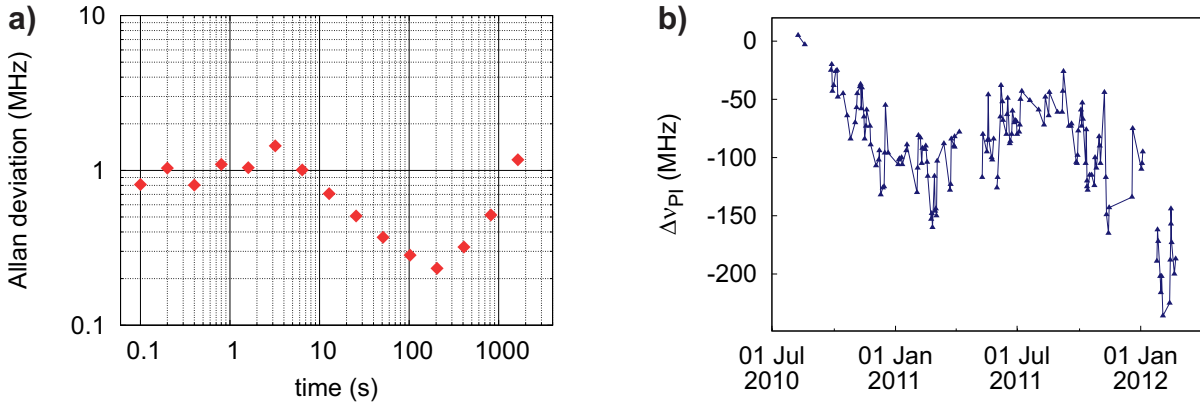 a)
Allan deviation (MHz)
10
1
0.1
0.1 1 10 100 1000
time (s)
b)
Δν_PI (MHz)
0
-50
-100
-150
-200
01 Jul 01 Jan 01 Jul 01 Jan
2010 2011 2011 2012